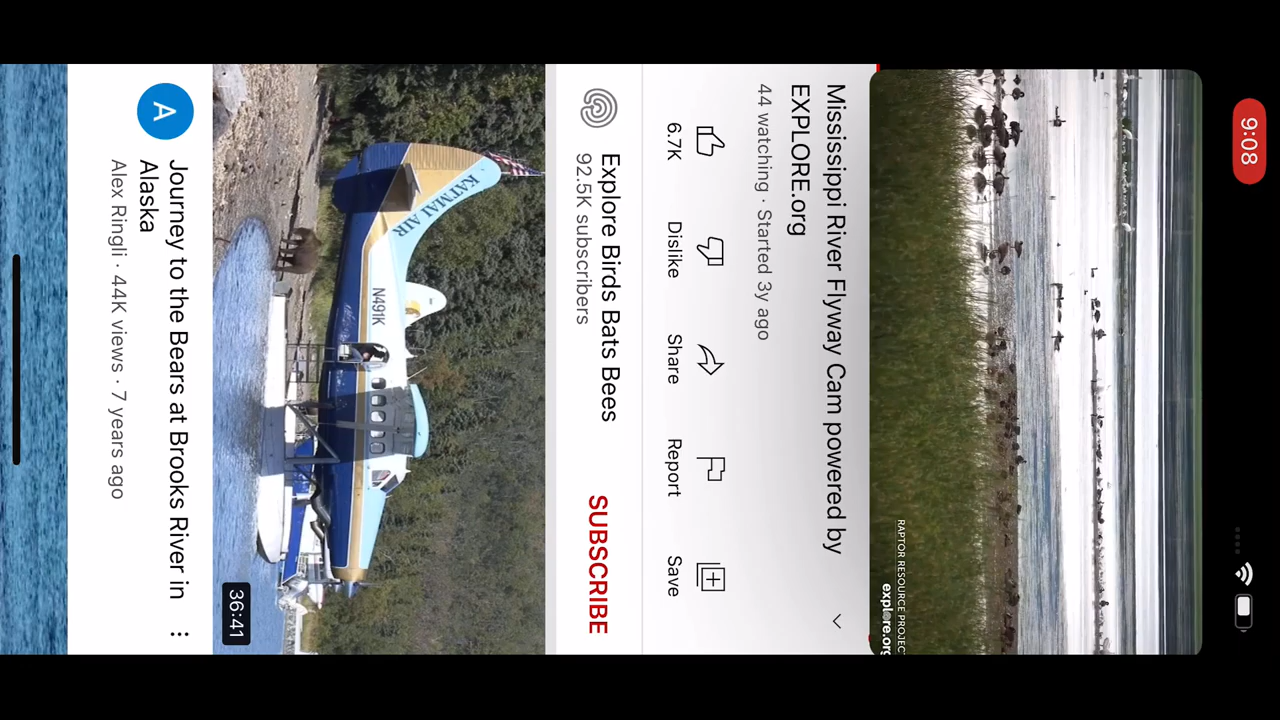 9:08
RAPTOR RESOURCE PROJECT
explore.org
Mississippi River Flyway Cam powered by
EXPLORE.org
44 watching · Started 3y ago
6.7K
Dislike
Share
Report
Save
Explore Birds Bats Bees
92.5K subscribers
SUBSCRIBE
KATMAI AIR
N491K
36:41
A
Journey to the Bears at Brooks River in
Alaska
Alex Ringli · 44K views · 7 years ago